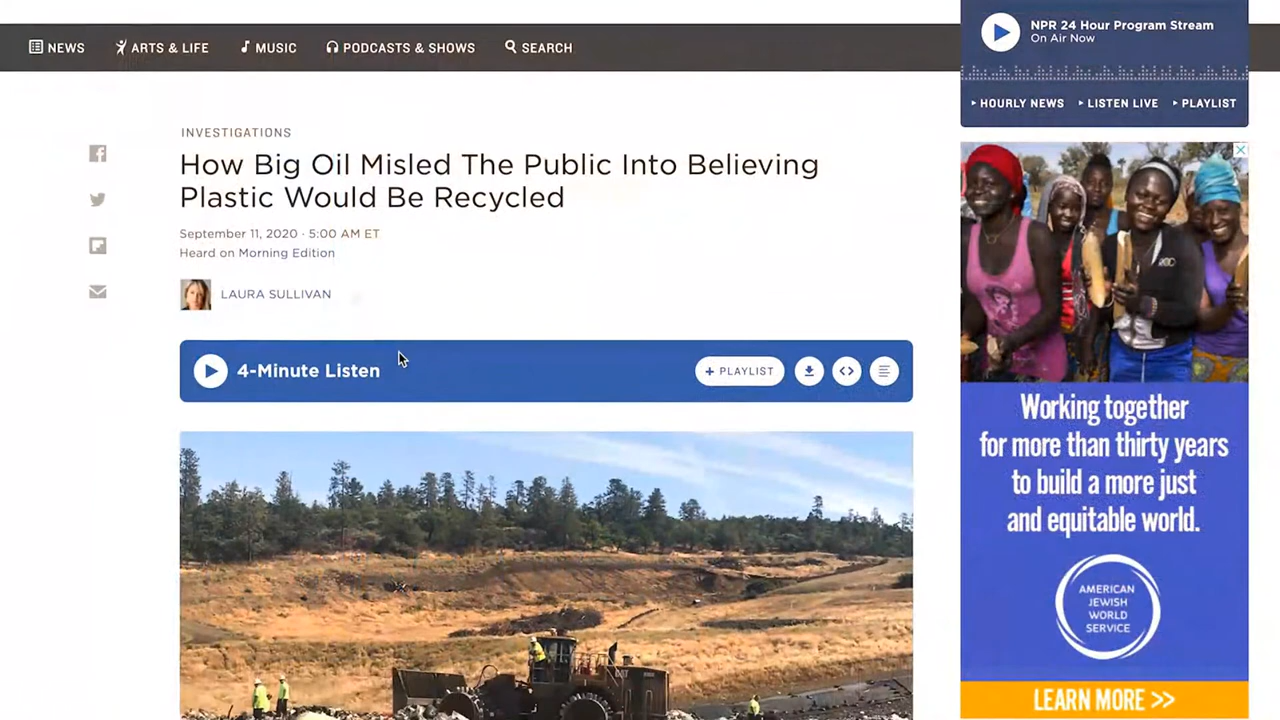 NEWS
ARTS & LIFE
MUSIC
PODCASTS & SHOWS
SEARCH
NPR 24 Hour Program Stream
On Air Now
HOURLY NEWS
LISTEN LIVE
PLAYLIST
INVESTIGATIONS
How Big Oil Misled The Public Into Believing
Plastic Would Be Recycled
September 11, 2020 · 5:00 AM ET
Heard on Morning Edition
LAURA SULLIVAN
4-Minute Listen
+ PLAYLIST
Working together
for more than thirty years
to build a more just
and equitable world.
AMERICAN
JEWISH
WORLD
SERVICE
LEARN MORE >>